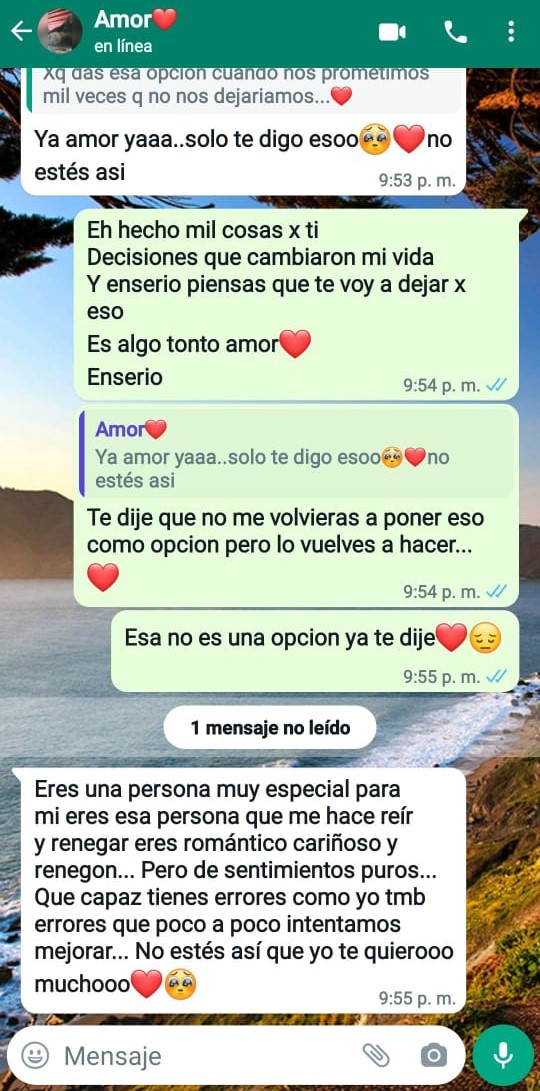 Amor❤️
en línea
Xq das esa opcion cuando nos prometimos
mil veces q no nos dejariamos...❤️
Ya amor yaaa..solo te digo esoo🥺❤️no
estés asi
9:53 p. m.
Eh hecho mil cosas x ti
Decisiones que cambiaron mi vida
Y enserio piensas que te voy a dejar x
eso
Es algo tonto amor❤️
Enserio
9:54 p. m.
Amor❤️
Ya amor yaaa..solo te digo esoo🥺❤️no
estés asi
Te dije que no me volvieras a poner eso
como opcion pero lo vuelves a hacer...
❤️
9:54 p. m.
Esa no es una opcion ya te dije❤️😔
9:55 p. m.
1 mensaje no leído
Eres una persona muy especial para
mi eres esa persona que me hace reír
y renegar eres romántico cariñoso y
renegon... Pero de sentimientos puros...
Que capaz tienes errores como yo tmb
errores que poco a poco intentamos
mejorar... No estés así que yo te quierooo
muchooo❤️🥺
9:55 p. m.
Mensaje